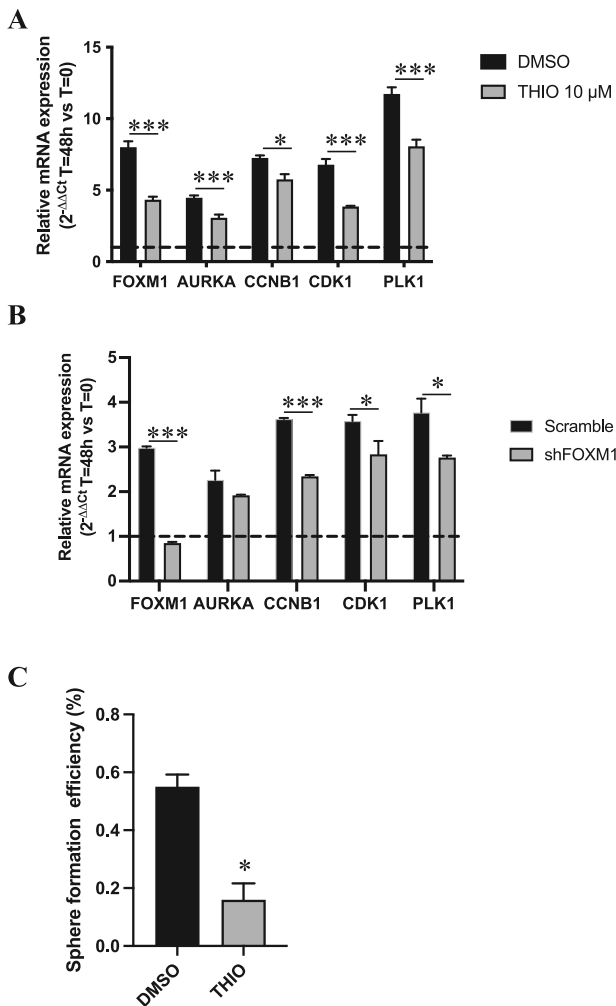 A
Relative mRNA expression
(2-ΔΔCt T=48h vs T=0)
15
10
5
0
***
***
*
***
***
FOXM1 AURKA CCNB1 CDK1 PLK1
DMSO
THIO 10 μM
B
Relative mRNA expression
(2-ΔΔCt T=48h vs T=0)
5
4
3
2
1
0
***
***
*
*
FOXM1 AURKA CCNB1 CDK1 PLK1
Scramble
shFOXM1
C
Sphere formation efficiency (%)
0.8
0.6
0.4
0.2
0.0
*
DMSO
THIO